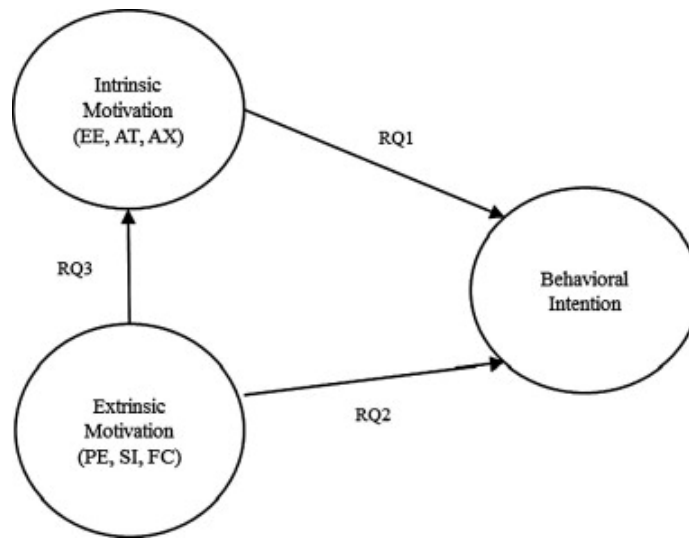 Intrinsic
Motivation
(EE, AT, AX)
RQ1
RQ3
Behavioral
Intention
Extrinsic
Motivation
(PE, SI, FC)
RQ2